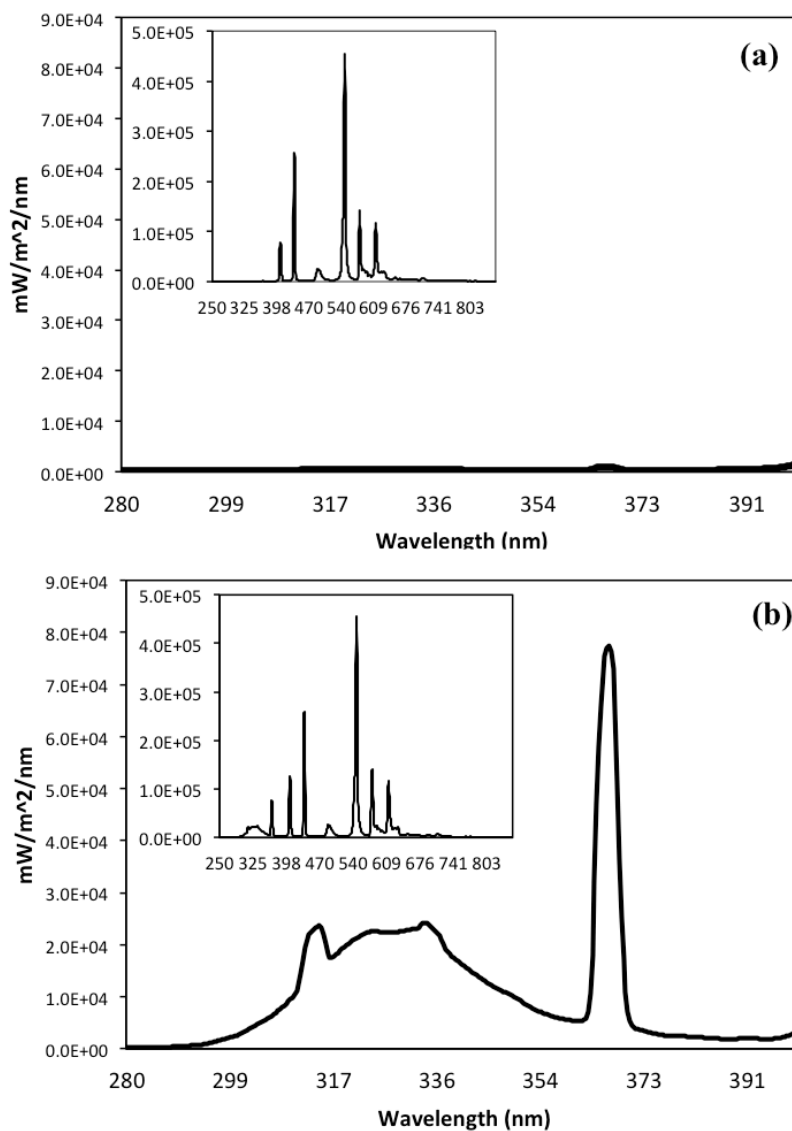 9.0E+04
8.0E+04
7.0E+04
6.0E+04
5.0E+04
4.0E+04
3.0E+04
2.0E+04
1.0E+04
0.0E+00
mW/m^2/nm
5.0E+05
4.0E+05
3.0E+05
2.0E+05
1.0E+05
0.0E+00
250 325 398 470 540 609 676 741 803
(a)
280 299 317 336 354 373 391
Wavelength (nm)
9.0E+04
8.0E+04
7.0E+04
6.0E+04
5.0E+04
4.0E+04
3.0E+04
2.0E+04
1.0E+04
0.0E+00
mW/m^2/nm
5.0E+05
4.0E+05
3.0E+05
2.0E+05
1.0E+05
0.0E+00
250 325 398 470 540 609 676 741 803
(b)
280 299 317 336 354 373 391
Wavelength (nm)